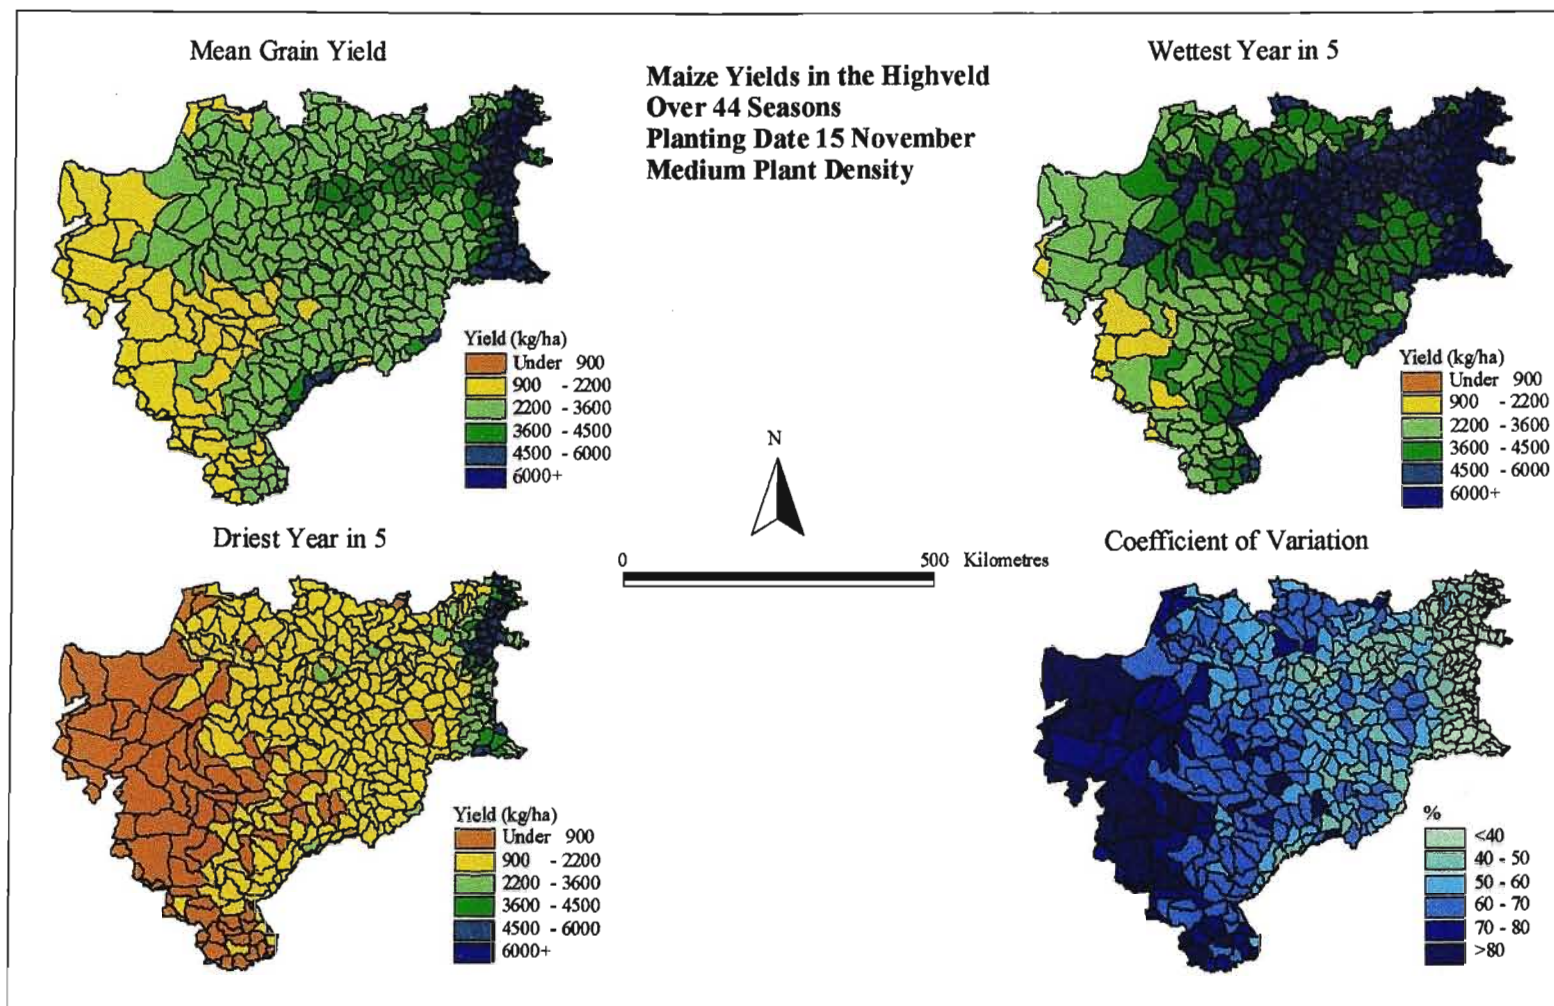 Mean Grain Yield
Maize Yields in the Highveld
Over 44 Seasons
Planting Date 15 November
Medium Plant Density
Wettest Year in 5
Yield (kg/ha)
Under 900
900 - 2200
2200 - 3600
3600 - 4500
4500 - 6000
6000+
Yield (kg/ha)
Under 900
900 - 2200
2200 - 3600
3600 - 4500
4500 - 6000
6000+
N
0 500 Kilometres
Driest Year in 5
Yield (kg/ha)
Under 900
900 - 2200
2200 - 3600
3600 - 4500
4500 - 6000
6000+
Coefficient of Variation
%
<40
40 - 50
50 - 60
60 - 70
70 - 80
>80